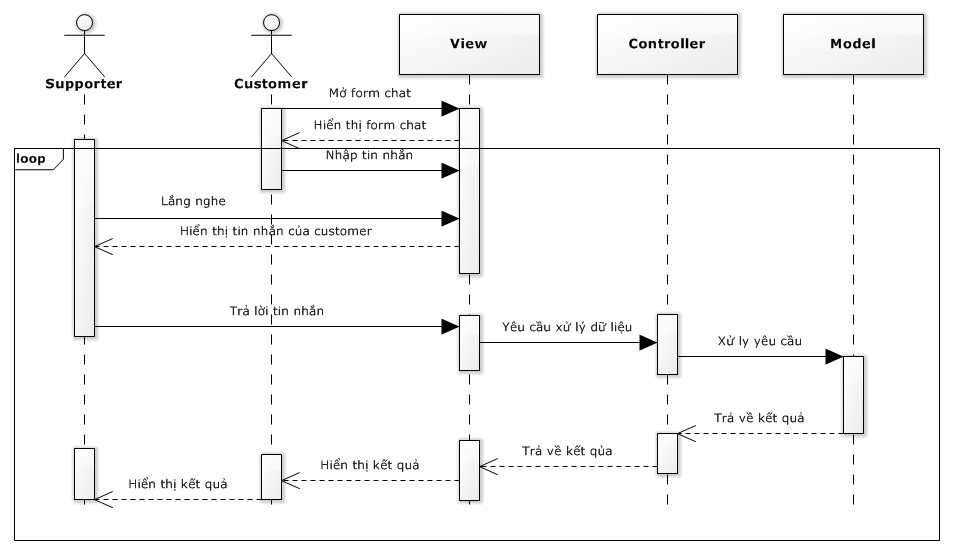 Supporter
Customer
View
Controller
Model
Mở form chat
Hiển thị form chat
loop
Nhập tin nhắn
Lắng nghe
Hiển thị tin nhắn của customer
Trả lời tin nhắn
Yêu cầu xử lý dữ liệu
Xử ly yêu cầu
Trả về kết quả
Trả về kết qủa
Hiển thị kết quả
Hiển thị kết quả